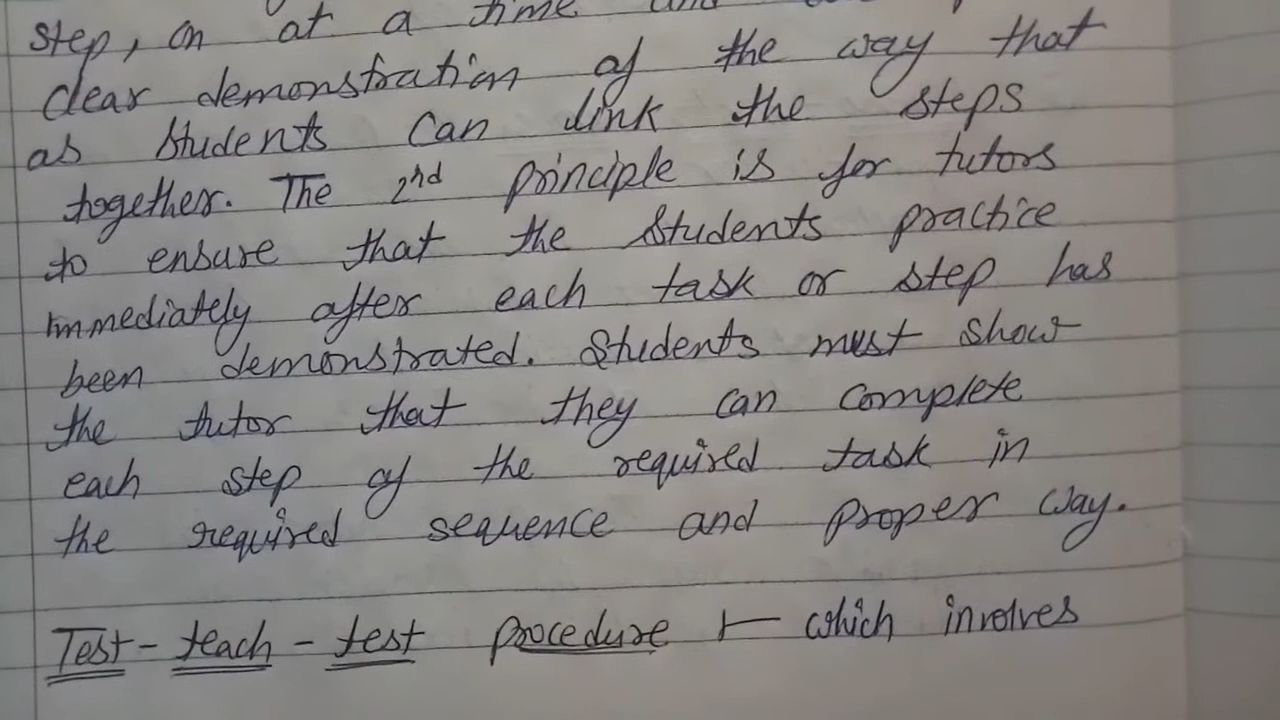 step, on at a time and
clear demonstration of the way that
as students can link the steps
together. The 2nd principle is for tutors
to ensure that the students practice
immediately after each task or step has
been demonstrated. Students must show
the tutor that they can complete
each step of the required task in
the required sequence and proper way.
Test - teach - test procedure :- which involves